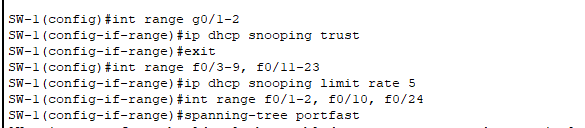 SW-1(config)#int range g0/1-2
SW-1(config-if-range)#ip dhcp snooping trust
SW-1(config-if-range)#exit
SW-1(config)#int range f0/3-9, f0/11-23
SW-1(config-if-range)#ip dhcp snooping limit rate 5
SW-1(config-if-range)#int range f0/1-2, f0/10, f0/24
SW-1(config-if-range)#spanning-tree portfast